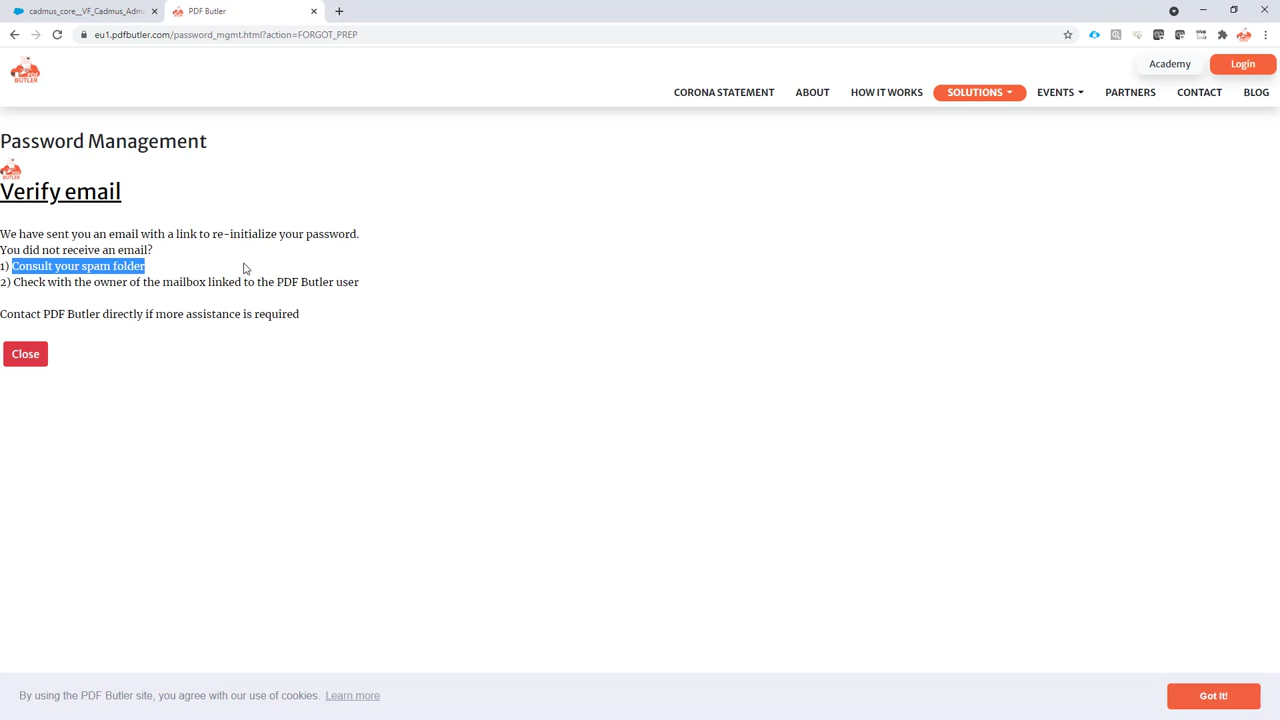 cadmus_core__VF_Cadmus_Adm
PDF Butler
eu1.pdfbutler.com/password_mgmt.html?action=FORGOT_PREP
PDF
BUTLER
Academy
Login
CORONA STATEMENT
ABOUT
HOW IT WORKS
SOLUTIONS
EVENTS
PARTNERS
CONTACT
BLOG
Password Management
BUTLER
Verify email
We have sent you an email with a link to re-initialize your password.
You did not receive an email?
1) Consult your spam folder
2) Check with the owner of the mailbox linked to the PDF Butler user
Contact PDF Butler directly if more assistance is required
Close
By using the PDF Butler site, you agree with our use of cookies. Learn more
Got It!